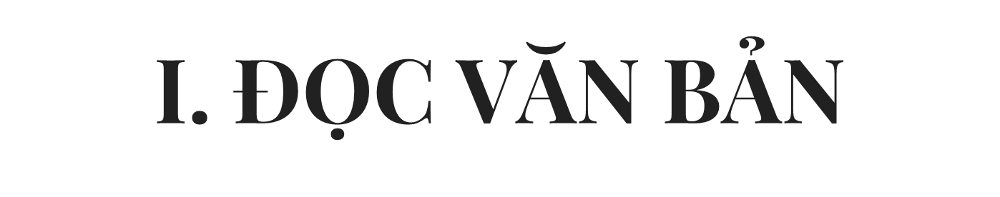 I. ĐỌC VĂN BẢN